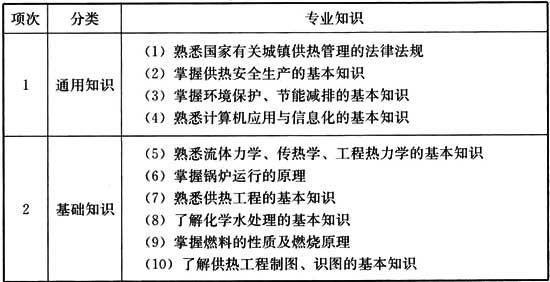 项次 分类 专业知识
1 通用知识
(1) 熟悉国家有关城镇供热管理的法律法规
(2) 掌握供热安全生产的基本知识
(3) 掌握环境保护、节能减排的基本知识
(4) 熟悉计算机应用与信息化的基本知识
2 基础知识
(5) 熟悉流体力学、传热学、工程热力学的基本知识
(6) 掌握锅炉运行的原理
(7) 熟悉供热工程的基本知识
(8) 了解化学水处理的基本知识
(9) 掌握燃料的性质及燃烧原理
(10) 了解供热工程制图、识图的基本知识